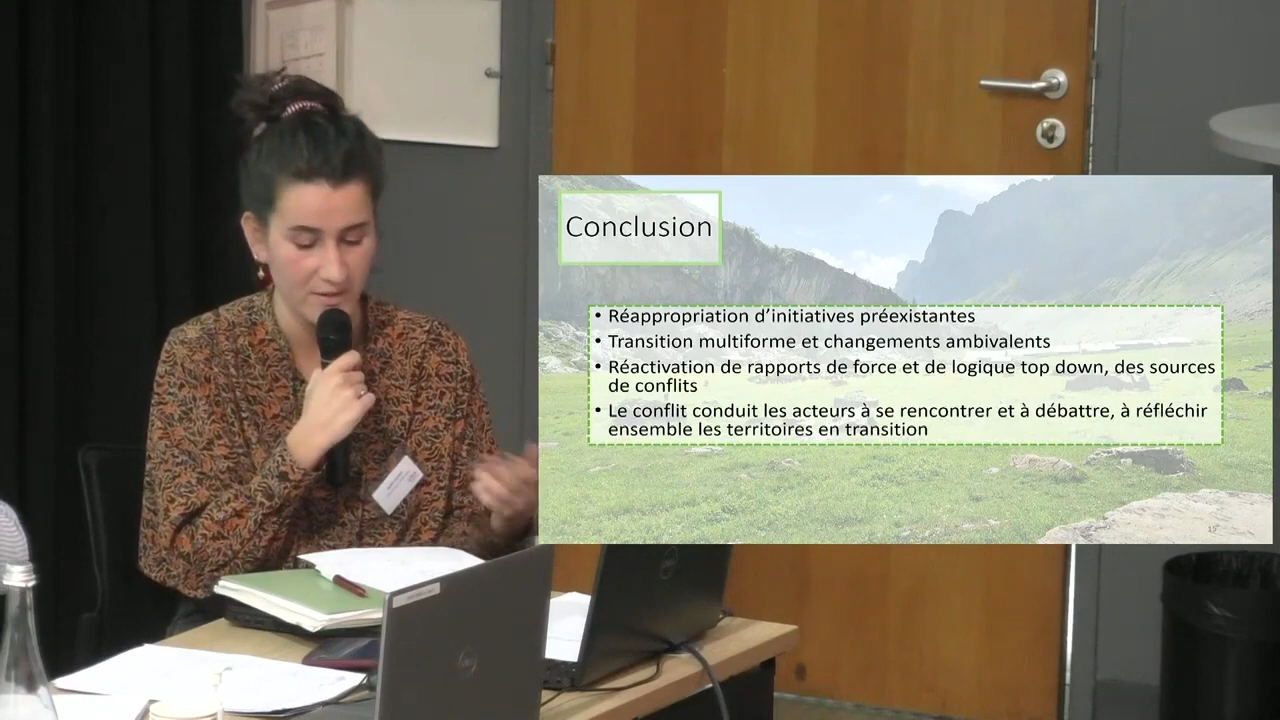 Conclusion
• Réappropriation d’initiatives préexistantes
• Transition multiforme et changements ambivalents
• Réactivation de rapports de force et de logique top down, des sources
de conflits
• Le conflit conduit les acteurs à se rencontrer et à débattre, à réfléchir
ensemble les territoires en transition